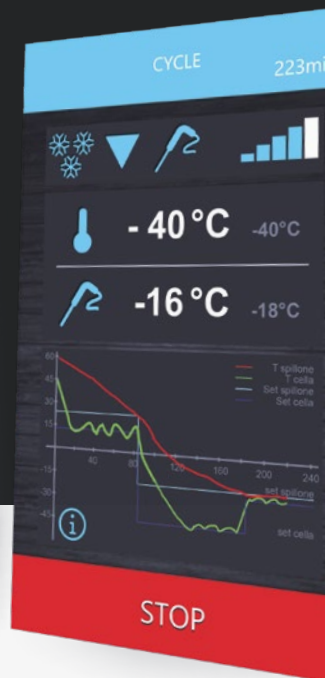 CYCLE 223mi
- 40°C -40°C
-16°C -18°C
60
T spillone
45
T cella
Set spillone
30
Set cella
15
40 80 120 160 200 240
-15
-30
set spillone
-45
set cella
i
STOP